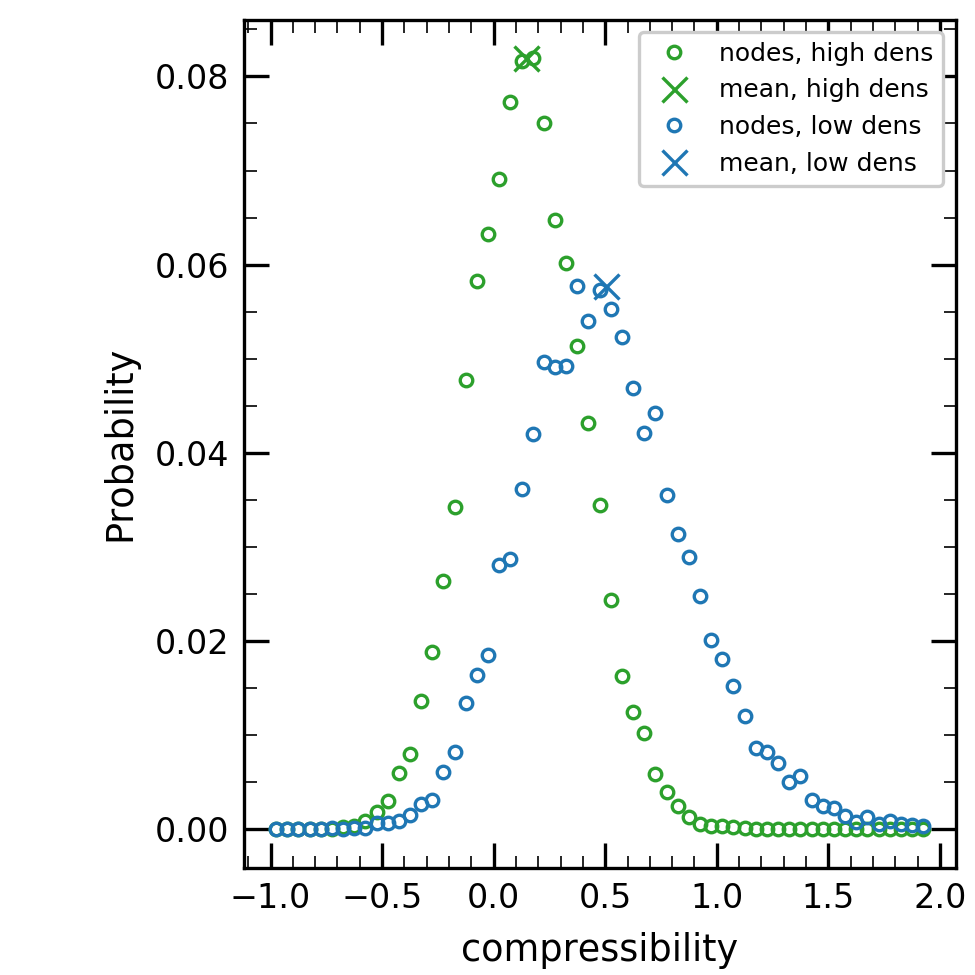 nodes, high dens
mean, high dens
nodes, low dens
mean, low dens
0.08
0.06
0.04
0.02
0.00
Probability
−1.0 −0.5 0.0 0.5 1.0 1.5 2.0
compressibility